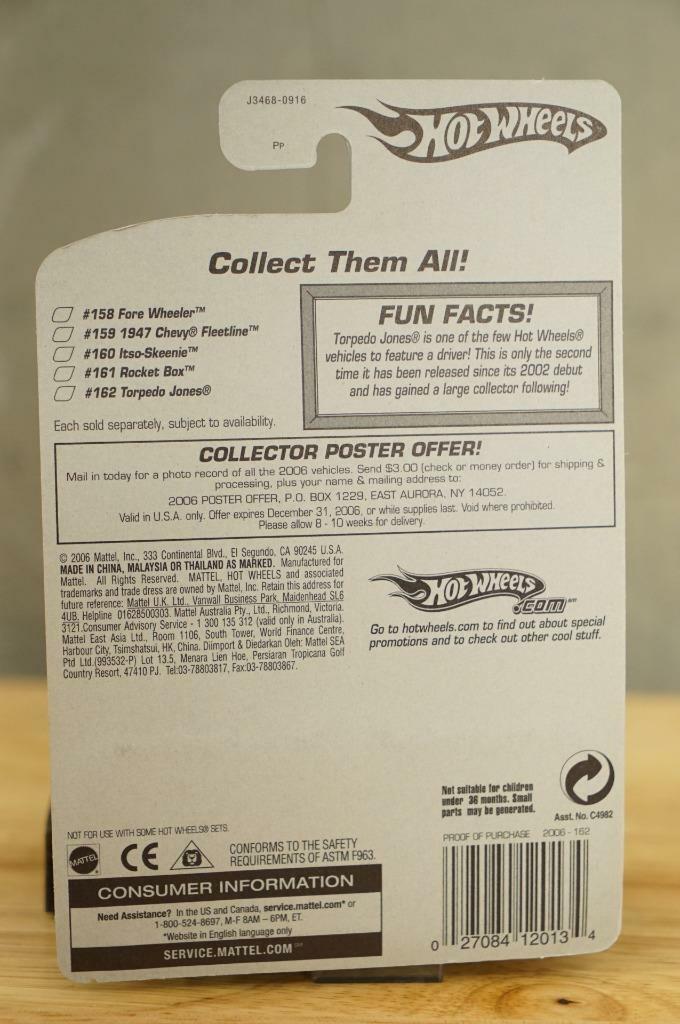 J3468-0916
PP
HOT WHEELS
Collect Them All!
#158 Fore Wheeler™
#159 1947 Chevy® Fleetline™
#160 Itso-Skeenie™
#161 Rocket Box™
#162 Torpedo Jones®
Each sold separately, subject to availability.
FUN FACTS!
Torpedo Jones® is one of the few Hot Wheels®
vehicles to feature a driver! This is only the second
time it has been released since its 2002 debut
and has gained a large collector following!
COLLECTOR POSTER OFFER!
Mail in today for a photo record of all the 2006 vehicles. Send $3.00 (check or money order) for shipping &
processing, plus your name & mailing address to:
2006 POSTER OFFER, P.O. BOX 1229, EAST AURORA, NY 14052.
Valid in U.S.A. only. Offer expires December 31, 2006, or while supplies last. Void where prohibited.
Please allow 8 - 10 weeks for delivery.
© 2006 Mattel, Inc., 333 Continental Blvd., El Segundo, CA 90245 U.S.A.
MADE IN CHINA, MALAYSIA OR THAILAND AS MARKED. Manufactured for
Mattel. All Rights Reserved. MATTEL, HOT WHEELS and associated
trademarks and trade dress are owned by Mattel, Inc. Retain this address for
future reference: Mattel U.K. Ltd., Vanwall Business Park, Maidenhead SL6
4UB. Helpline 01628500303. Mattel Australia Pty., Ltd., Richmond, Victoria.
3121.Consumer Advisory Service - 1 300 135 312 (valid only in Australia).
Mattel East Asia Ltd., Room 1106, South Tower, World Finance Centre,
Harbour City, Tsimshatsui, HK, China. Diimport & Diedarkan Oleh: Mattel SEA
Ptd Ltd.(993532-P) Lot 13.5, Menara Lien Hoe, Persiaran Tropicana Golf
Country Resort, 47410 PJ. Tel:03-78803817, Fax:03-78803867.
HOT WHEELS
.COM℠
Go to hotwheels.com to find out about special
promotions and to check out other cool stuff.
Not suitable for children
under 36 months. Small
parts may be generated.
Asst. No. C4982
NOT FOR USE WITH SOME HOT WHEELS® SETS.
MATTEL
CE
CONFORMS TO THE SAFETY
REQUIREMENTS OF ASTM F963.
PROOF OF PURCHASE 2006 - 162
CONSUMER INFORMATION
Need Assistance? In the US and Canada, service.mattel.com* or
1-800-524-8697, M-F 8AM – 6PM, ET.
*Website in English language only
SERVICE.MATTEL.COM℠
0 27084 12013 4